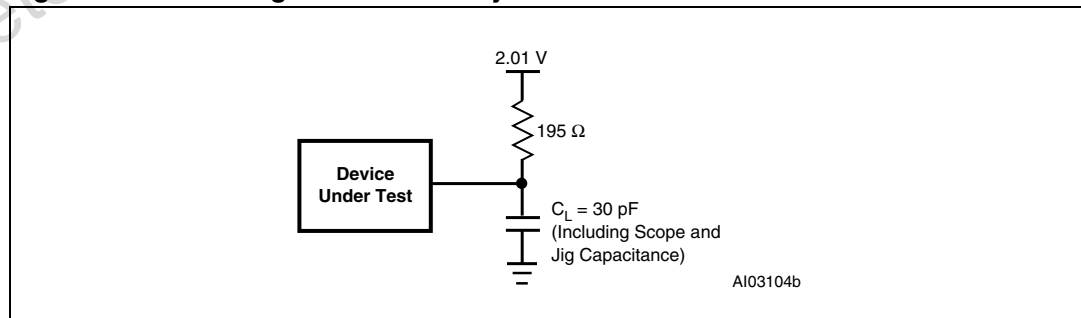 2.01 V
195 Ω
Device
Under Test
C_L = 30 pF
(Including Scope and
Jig Capacitance)
AI03104b